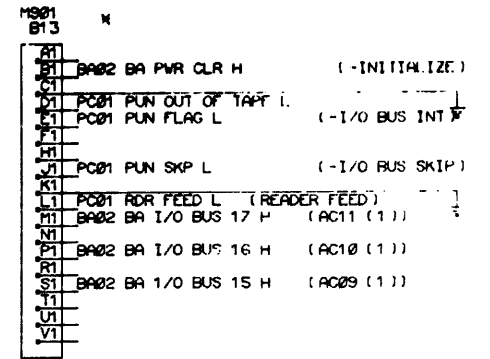 M901
B13 *
A1
B1 BA02 BA PWR CLR H (-INITIALIZE)
C1
D1 PC01 PUN OUT OF TAPE L
E1 PC01 PUN FLAG L (-I/O BUS INT)
F1
H1
J1 PC01 PUN SKP L (-I/O BUS SKIP)
K1
L1 PC01 RDR FEED L (READER FEED)
M1 BA02 BA I/O BUS 17 H (AC11 (1))
N1
P1 BA02 BA I/O BUS 16 H (AC10 (1))
R1
S1 BA02 BA I/O BUS 15 H (AC09 (1))
T1
U1
V1